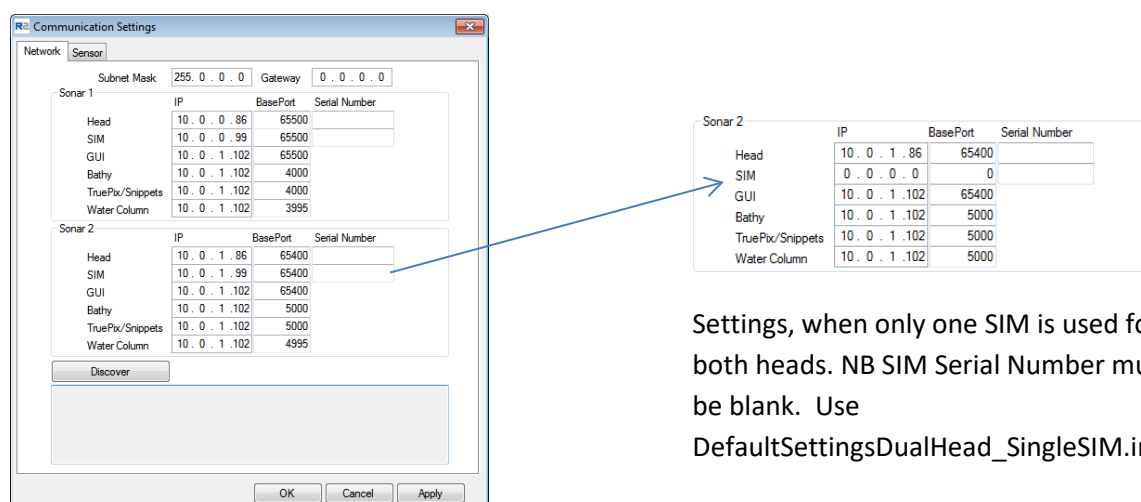 R2 Communication Settings
Network Sensor
Subnet Mask 255. 0 . 0 . 0 Gateway 0 . 0 . 0 . 0
Sonar 1
IP BasePort Serial Number
Head 10 . 0 . 0 . 86 65500
SIM 10 . 0 . 0 . 99 65500
GUI 10 . 0 . 1 . 102 65500
Bathy 10 . 0 . 1 . 102 4000
TruePix/Snippets 10 . 0 . 1 . 102 4000
Water Column 10 . 0 . 1 . 102 3995
Sonar 2
IP BasePort Serial Number
Head 10 . 0 . 1 . 86 65400
SIM 10 . 0 . 1 . 99 65400
GUI 10 . 0 . 1 . 102 65400
Bathy 10 . 0 . 1 . 102 5000
TruePix/Snippets 10 . 0 . 1 . 102 5000
Water Column 10 . 0 . 1 . 102 4995
Discover
OK Cancel Apply
Sonar 2
IP BasePort Serial Number
Head 10 . 0 . 1 . 86 65400
SIM 0 . 0 . 0 . 0 0
GUI 10 . 0 . 1 . 102 65400
Bathy 10 . 0 . 1 . 102 5000
TruePix/Snippets 10 . 0 . 1 . 102 5000
Water Column 10 . 0 . 1 . 102 5000
Settings, when only one SIM is used
both heads. NB SIM Serial Number
be blank. Use
DefaultSettingsDualHead_SingleSIM.i